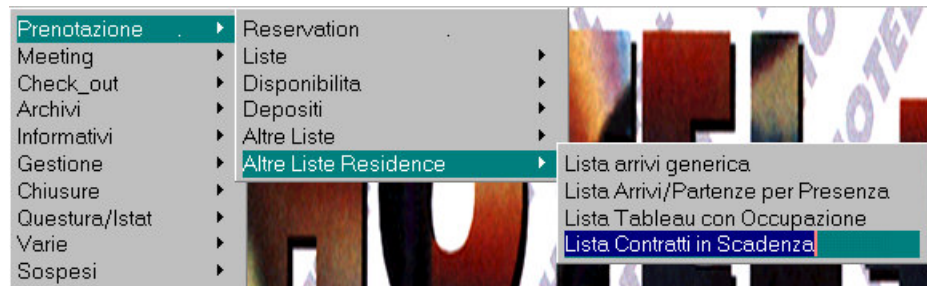 Prenotazione .
Meeting
Check_out
Archivi
Informativi
Gestione
Chiusure
Questura/Istat
Varie
Sospesi
Reservation .
Liste
Disponibilita
Depositi
Altre Liste
Altre Liste Residence
Lista arrivi generica
Lista Arrivi/Partenze per Presenza
Lista Tableau con Occupazione
Lista Contratti in Scadenza